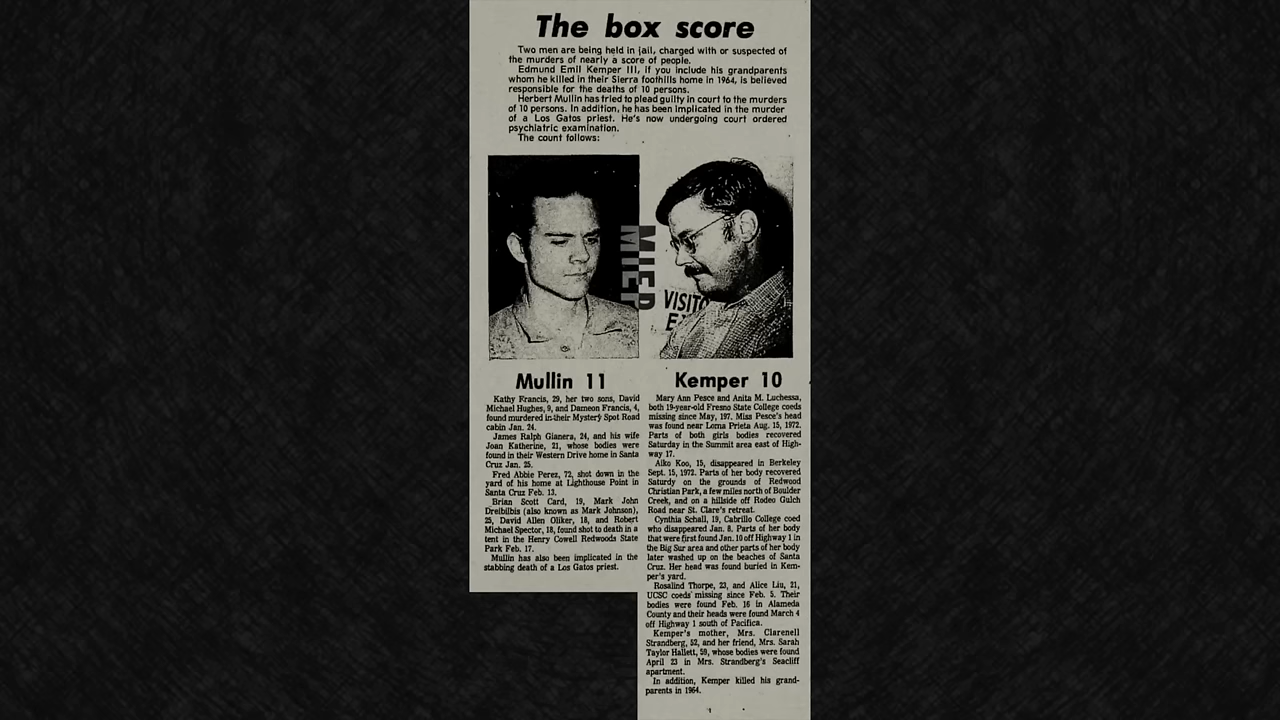 The box score
Two men are being held in jail, charged with or suspected of
the murders of nearly a score of people.
Edmund Emil Kemper III, if you include his grandparents
whom he killed in their Sierra foothills home in 1964, is believed
responsible for the deaths of 10 persons.
Herbert Mullin has tried to plead guilty in court to the murders
of 10 persons. In addition, he has been implicated in the murder
of a Los Gatos priest. He's now undergoing court ordered
psychiatric examination.
The count follows:
MIEP
MIEP
VISITO
E
Mullin 11
Kathy Francis, 29, her two sons, David
Michael Hughes, 9, and Dameon Francis, 4,
found murdered in their Mystery Spot Road
cabin Jan. 24.
James Ralph Gianera, 24, and his wife
Joan Katherine, 21, whose bodies were
found in their Western Drive home in Santa
Cruz Jan. 25.
Fred Abbie Perez, 72, shot down in the
yard of his home at Lighthouse Point in
Santa Cruz Feb. 13.
Brian Scott Card, 19, Mark John
Dreibilbis (also known as Mark Johnson),
25, David Allen Oliker, 18, and Robert
Michael Spector, 18, found shot to death in a
tent in the Henry Cowell Redwoods State
Park Feb. 17.
Mullin has also been implicated in the
stabbing death of a Los Gatos priest.
Kemper 10
Mary Ann Pesce and Anita M. Luchessa,
both 19-year-old Fresno State College coeds
missing since May, 197. Miss Pesce's head
was found near Loma Prieta Aug. 15, 1972.
Parts of both girls bodies recovered
Saturday in the Summit area east of High-
way 17.
Aiko Koo, 15, disappeared in Berkeley
Sept. 15, 1972. Parts of her body recovered
Saturdy on the grounds of Redwood
Christian Park, a few miles north of Boulder
Creek, and on a hillside off Rodeo Gulch
Road near St. Clare's retreat.
Cynthia Schall, 19, Cabrillo College coed
who disappeared Jan. 8. Parts of her body
that were first found Jan. 10 off Highway 1 in
the Big Sur area and other parts of her body
later washed up on the beaches of Santa
Cruz. Her head was found buried in Kem-
per's yard.
Rosalind Thorpe, 23, and Alice Liu, 21,
UCSC coeds missing since Feb. 5. Their
bodies were found Feb. 16 in Alameda
County and their heads were found March 4
off Highway 1 south of Pacifica.
Kemper's mother, Mrs. Clarenell
Strandberg, 52, and her friend, Mrs. Sarah
Taylor Hallett, 59, whose bodies were found
April 23 in Mrs. Strandberg's Seacliff
apartment.
In addition, Kemper killed his grand-
parents in 1964.